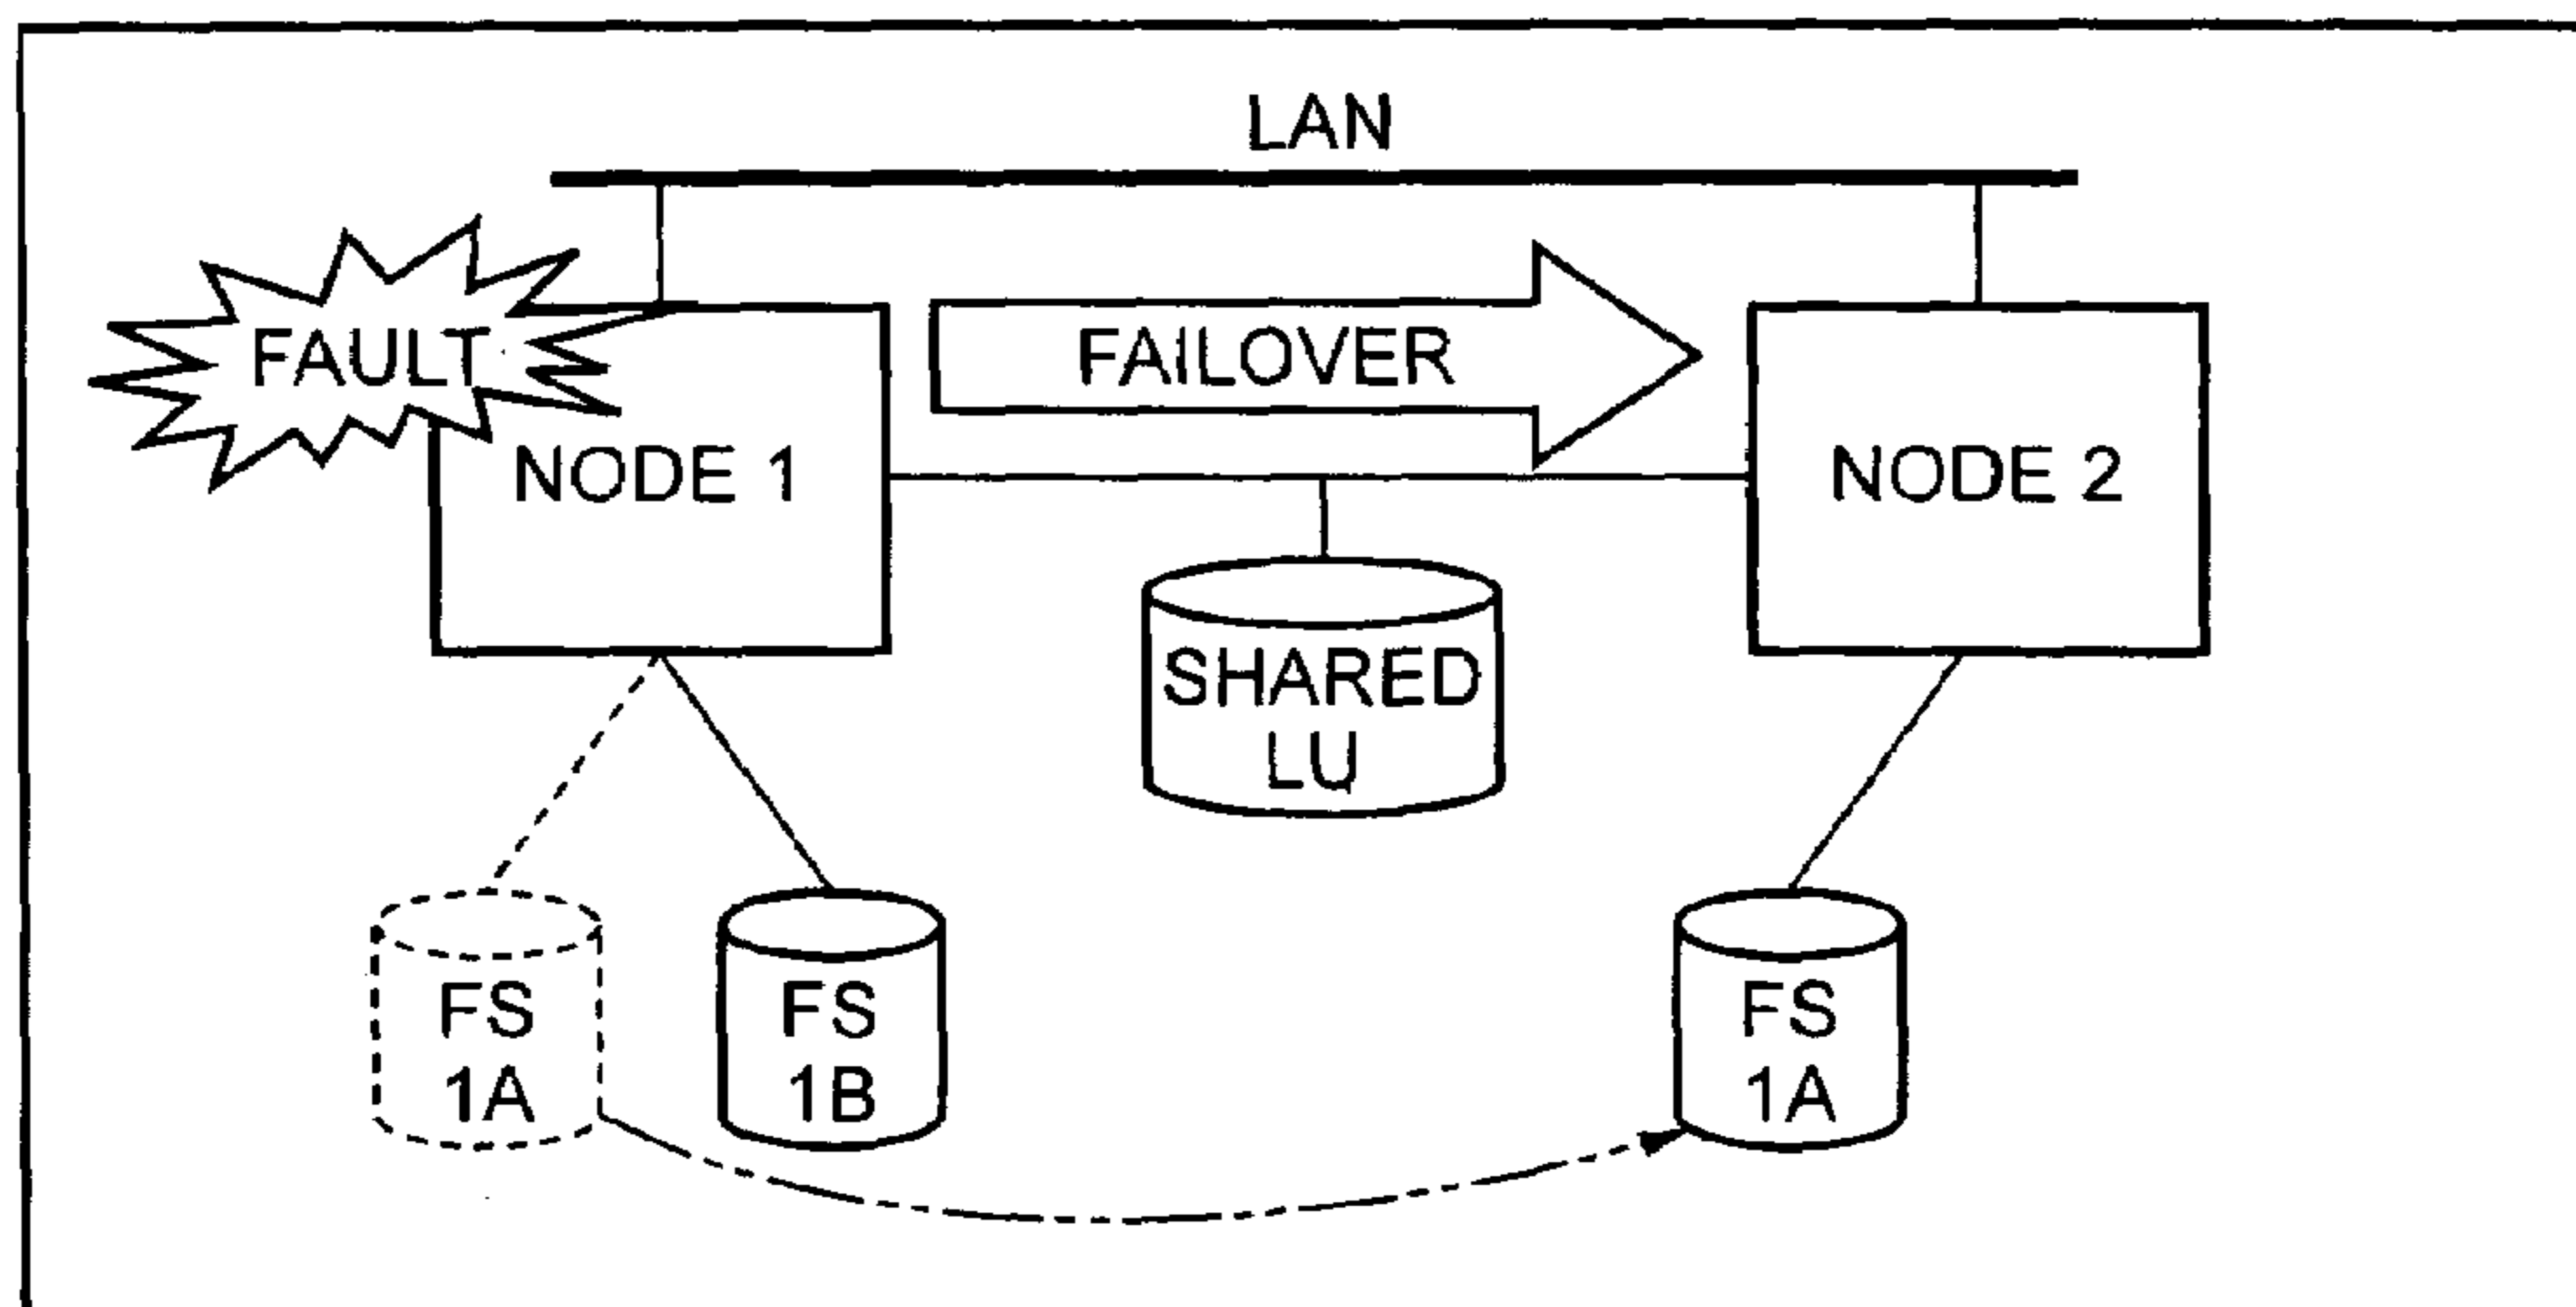 LAN
FAULT
FAILOVER
NODE 1
NODE 2
SHARED
LU
FS
1A
FS
1B
FS
1A